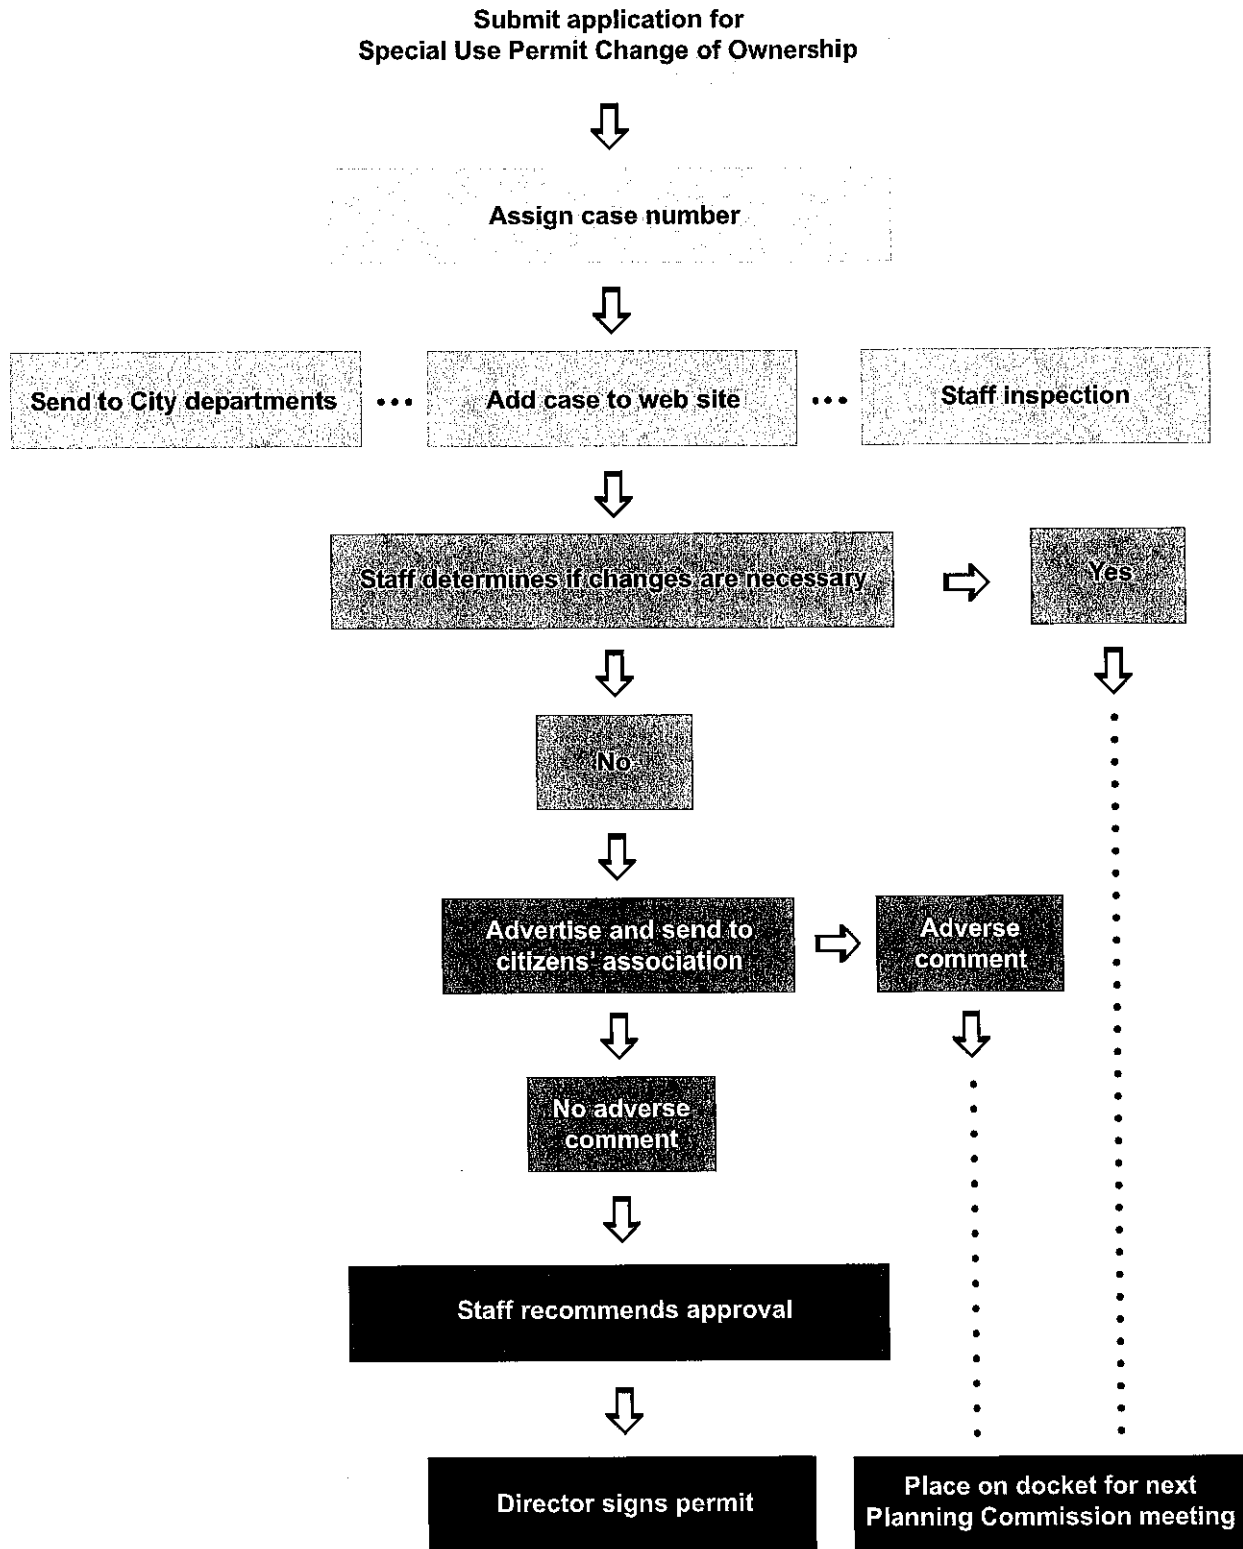 Submit application for
Special Use Permit Change of Ownership
Assign case number
Send to City departments ••• Add case to web site ••• Staff inspection
Staff determines if changes are necessary
Yes
No
Advertise and send to
citizens' association
Adverse
comment
No adverse
comment
Staff recommends approval
Director signs permit
Place on docket for next
Planning Commission meeting